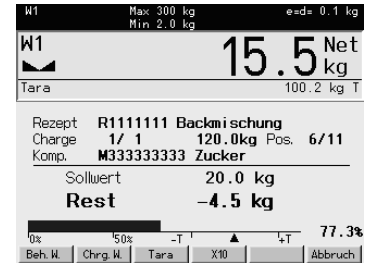 W1 Max 300 kg e=d= 0.1 kg
Min 2.0 kg
W1 15.5 Net
kg
Tara 100.2 kg T
Rezept R1111111 Backmischung
Charge 1/ 1 120.0kg Pos. 6/11
Komp. M333333333 Zucker
Sollwert 20.0 kg
Rest -4.5 kg
0% 50% -T +T 77.3%
Beh. W. Chrg. W. Tara X10 Abbruch